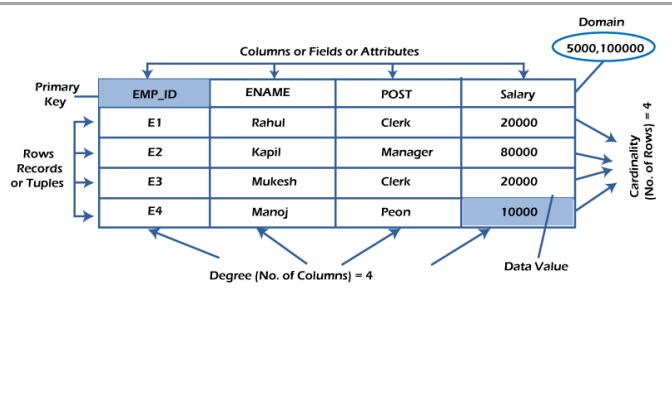 Domain
5000,100000
Columns or Fields or Attributes
Primary
Key
EMP_ID ENAME POST Salary
E1 Rahul Clerk 20000
E2 Kapil Manager 80000
E3 Mukesh Clerk 20000
E4 Manoj Peon 10000
Rows
Records
or Tuples
Cardinality
(No. of Rows) = 4
Degree (No. of Columns) = 4
Data Value